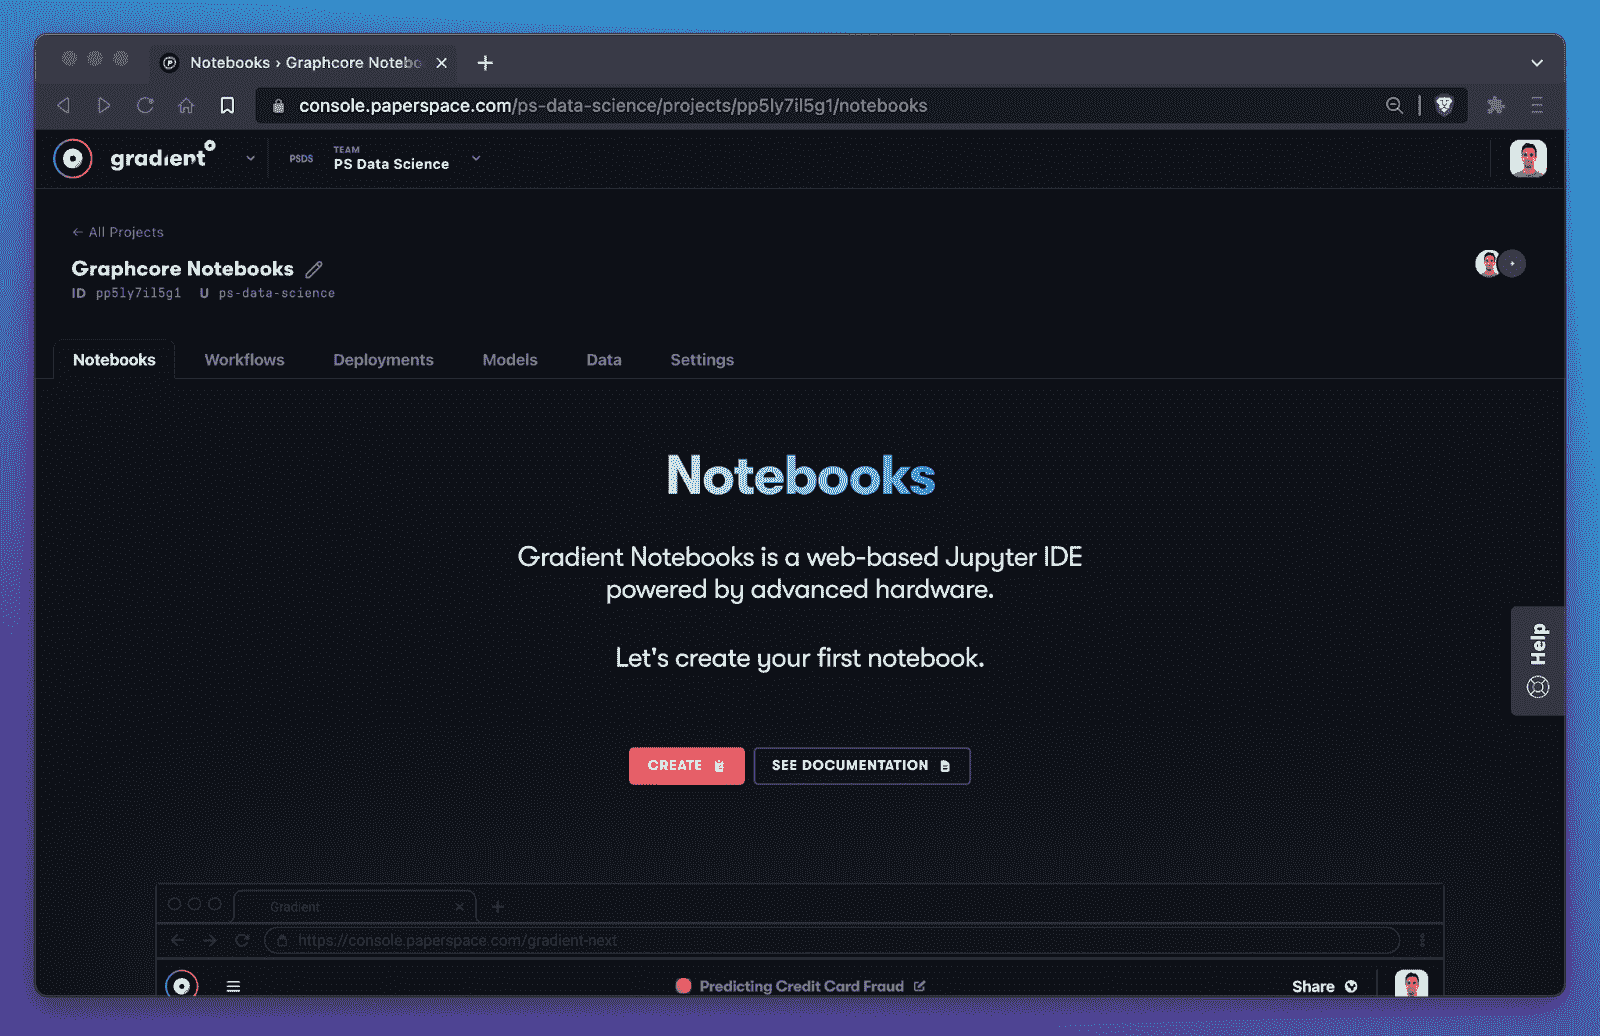 Notebooks › Graphcore Notebo
console.paperspace.com/ps-data-science/projects/pp5ly7il5g1/notebooks
gradient
PSDS
TEAM
PS Data Science
← All Projects
Graphcore Notebooks
ID pp5ly7il5g1 U ps-data-science
Notebooks Workflows Deployments Models Data Settings
Notebooks
Gradient Notebooks is a web-based Jupyter IDE
powered by advanced hardware.
Let's create your first notebook.
Help
CREATE
SEE DOCUMENTATION
Gradient
https://console.paperspace.com/gradient-next
Predicting Credit Card Fraud
Share